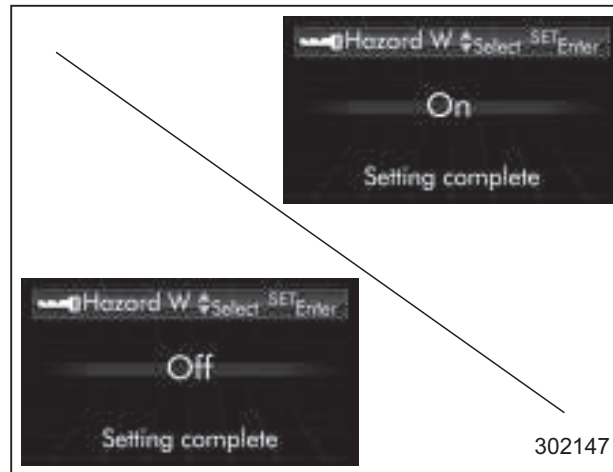 Hazard W Select SET Enter
On
Setting complete
Hazard W Select SET Enter
Off
Setting complete
302147